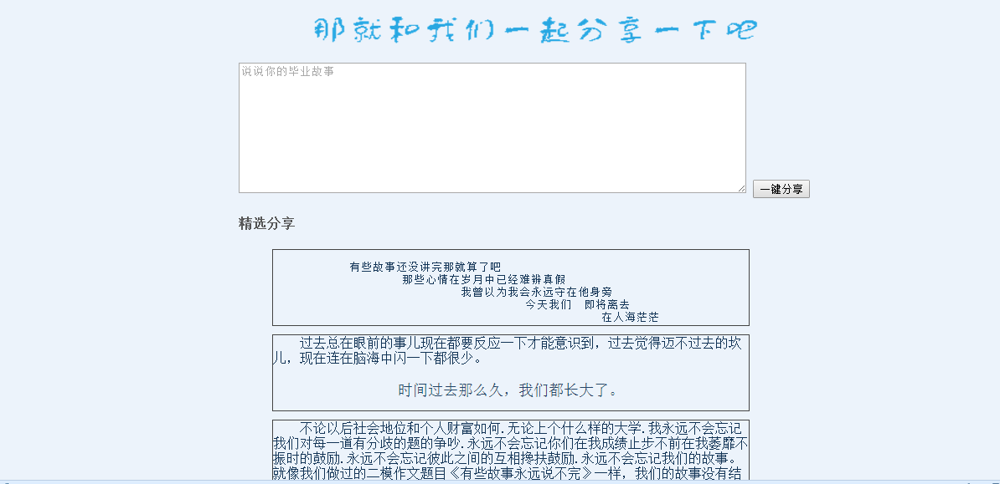 那就和我们一起分享一下吧
说说你的毕业故事
一键分享
精选分享
有些故事还没讲完那就算了吧
那些心情在岁月中已经难辨真假
我曾以为我会永远守在他身旁
今天我们 即将离去
在人海茫茫
过去总在眼前的事儿现在都要反应一下才能意识到，过去觉得迈不过去的坎
儿，现在连在脑海中闪一下都很少。
时间过去那么久，我们都长大了。
不论以后社会地位和个人财富如何.无论上个什么样的大学.我永远不会忘记
我们对每一道有分歧的题的争吵.永远不会忘记你们在我成绩止步不前在我萎靡不
振时的鼓励.永远不会忘记彼此之间的互相搀扶鼓励.永远不会忘记我们的故事。
就像我们做过的二模作文题目《有些故事永远说不完》一样，我们的故事没有结